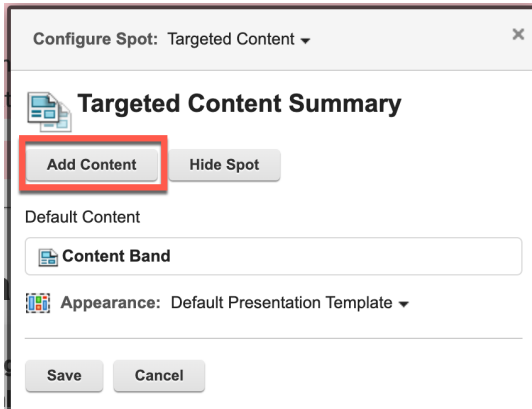 Configure Spot: Targeted Content
Targeted Content Summary
Add Content Hide Spot
Default Content
Content Band
Appearance: Default Presentation Template
Save Cancel